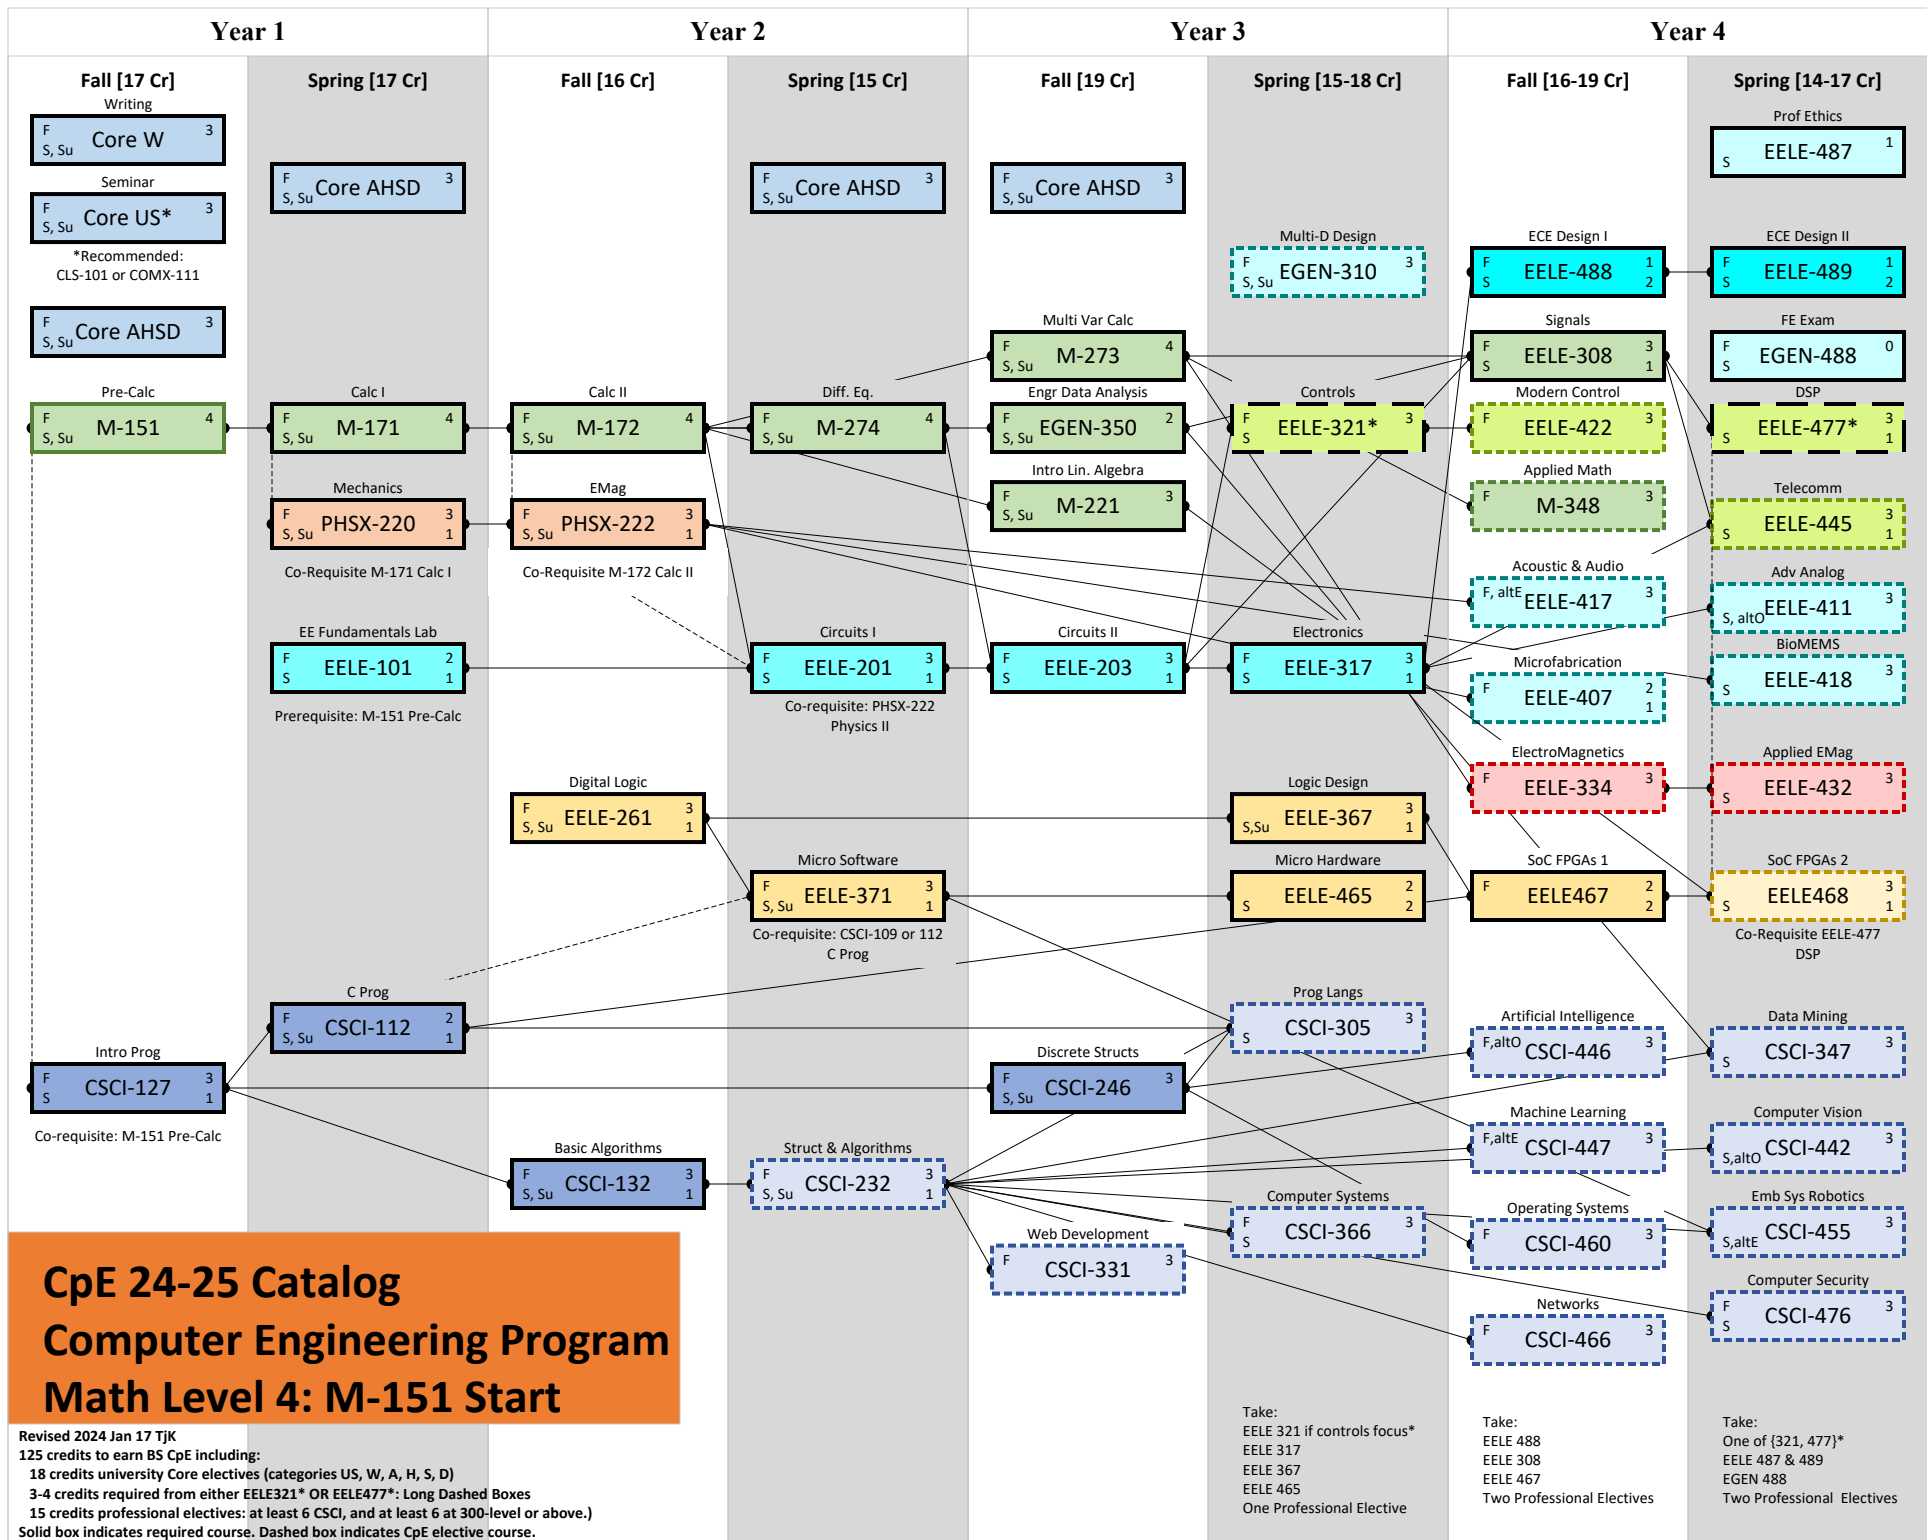 Year 1
Year 2
Year 3
Year 4
Fall [17 Cr]
Spring [17 Cr]
Fall [16 Cr]
Spring [15 Cr]
Fall [19 Cr]
Spring [15-18 Cr]
Fall [16-19 Cr]
Spring [14-17 Cr]
Writing
F
S, Su
Core W
3
Seminar
F
S, Su
Core US*
3
*Recommended:
CLS-101 or COMX-111
F
S, Su
Core AHSD
3
Pre-Calc
F
S, Su
M-151
4
Intro Prog
F
S
CSCI-127
3
1
Co-requisite: M-151 Pre-Calc
F
S, Su
Core AHSD
3
Calc I
F
S, Su
M-171
4
Mechanics
F
S, Su
PHSX-220
3
1
Co-Requisite M-171 Calc I
EE Fundamentals Lab
F
S
EELE-101
2
1
Prerequisite: M-151 Pre-Calc
C Prog
F
S, Su
CSCI-112
2
1
Calc II
F
S, Su
M-172
4
EMag
F
S, Su
PHSX-222
3
1
Co-Requisite M-172 Calc II
Digital Logic
F
S, Su
EELE-261
3
1
Basic Algorithms
F
S, Su
CSCI-132
3
1
F
S, Su
Core AHSD
3
Diff. Eq.
F
S, Su
M-274
4
Circuits I
F
S
EELE-201
3
1
Co-requisite: PHSX-222
Physics II
Micro Software
F
S, Su
EELE-371
3
1
Co-requisite: CSCI-109 or 112
C Prog
Struct & Algorithms
F
S, Su
CSCI-232
3
1
F
S, Su
Core AHSD
3
Multi Var Calc
F
S, Su
M-273
4
Engr Data Analysis
F
S, Su
EGEN-350
2
Intro Lin. Algebra
F
S, Su
M-221
3
Circuits II
F
S
EELE-203
3
1
Discrete Structs
F
S, Su
CSCI-246
3
Web Development
F
CSCI-331
3
Multi-D Design
F
S, Su
EGEN-310
3
Controls
F
S
EELE-321*
3
Electronics
F
S
EELE-317
3
1
Logic Design
S,Su
EELE-367
3
1
Micro Hardware
S
EELE-465
2
2
Prog Langs
S
CSCI-305
3
Computer Systems
F
S
CSCI-366
3
Take:
EELE 321 if controls focus*
EELE 317
EELE 367
EELE 465
One Professional Elective
ECE Design I
F
S
EELE-488
1
2
Signals
F
S
EELE-308
3
1
Modern Control
F
EELE-422
3
Applied Math
F
M-348
3
Acoustic & Audio
F, altE
EELE-417
3
Microfabrication
F
EELE-407
2
1
ElectroMagnetics
F
EELE-334
3
SoC FPGAs 1
F
EELE467
2
2
Artificial Intelligence
F,altO
CSCI-446
3
Machine Learning
F,altE
CSCI-447
3
Operating Systems
F
CSCI-460
3
Networks
F
CSCI-466
3
Take:
EELE 488
EELE 308
EELE 467
Two Professional Electives
Prof Ethics
S
EELE-487
1
ECE Design II
F
S
EELE-489
1
2
FE Exam
F
S
EGEN-488
0
DSP
S
EELE-477*
3
1
Telecomm
S
EELE-445
3
1
Adv Analog
S, altO
EELE-411
3
BioMEMS
S
EELE-418
3
Applied EMag
S
EELE-432
3
SoC FPGAs 2
S
EELE468
3
1
Co-Requisite EELE-477
DSP
Data Mining
S
CSCI-347
3
Computer Vision
S,altO
CSCI-442
3
Emb Sys Robotics
S,altE
CSCI-455
3
Computer Security
F
S
CSCI-476
3
Take:
One of {321, 477}*
EELE 487 & 489
EGEN 488
Two Professional  Electives
CpE 24-25 Catalog
Computer Engineering Program
Math Level 4: M-151 Start
Revised 2024 Jan 17 TjK
125 credits to earn BS CpE including:
18 credits university Core electives (categories US, W, A, H, S, D)
3-4 credits required from either EELE321* OR EELE477*: Long Dashed Boxes
15 credits professional electives: at least 6 CSCI, and at least 6 at 300-level or above.)
Solid box indicates required course. Dashed box indicates CpE elective course.